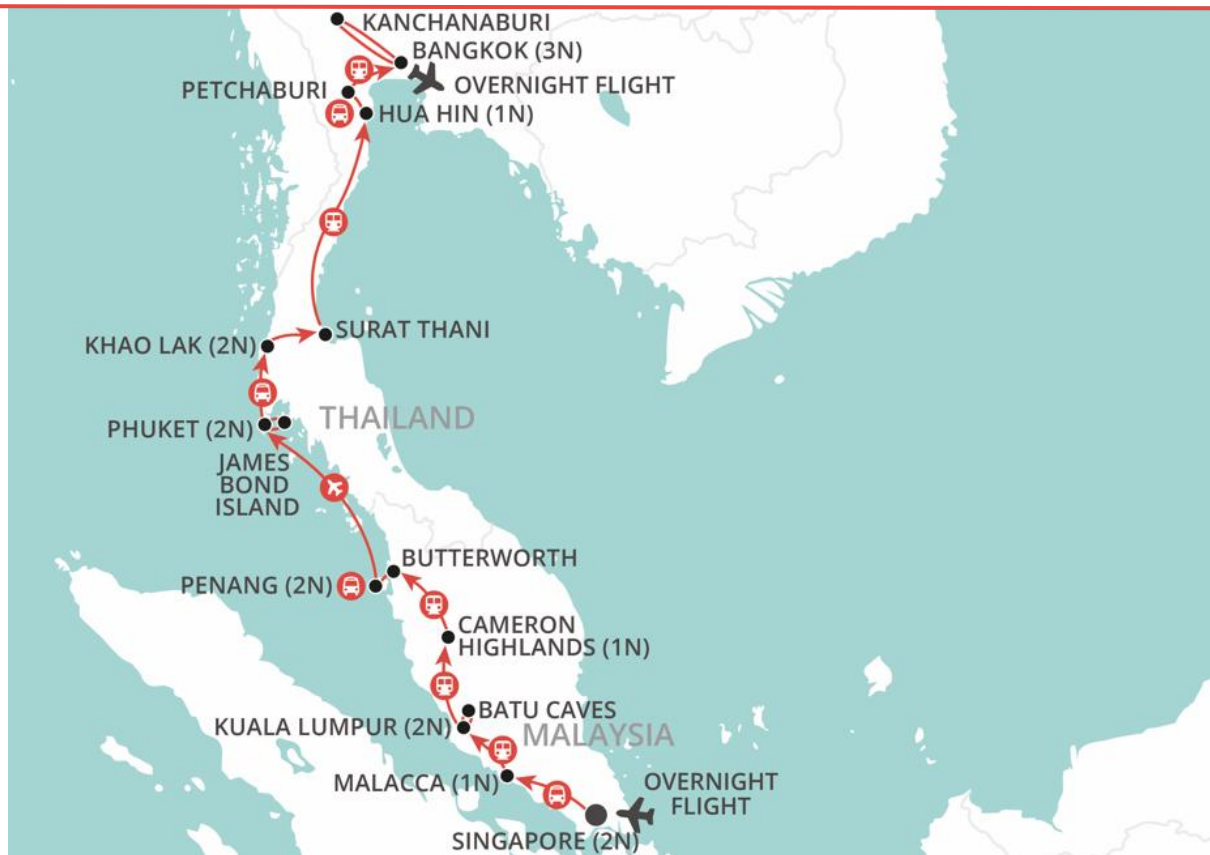 KANCHANABURI
BANGKOK (3N)
OVERNIGHT FLIGHT
PETCHABURI
HUA HIN (1N)
SURAT THANI
KHAO LAK (2N)
THAILAND
PHUKET (2N)
JAMES
BOND
ISLAND
BUTTERWORTH
PENANG (2N)
CAMERON
HIGHLANDS (1N)
BATU CAVES
KUALA LUMPUR (2N)
MALAYSIA
MALACCA (1N)
OVERNIGHT
FLIGHT
SINGAPORE (2N)